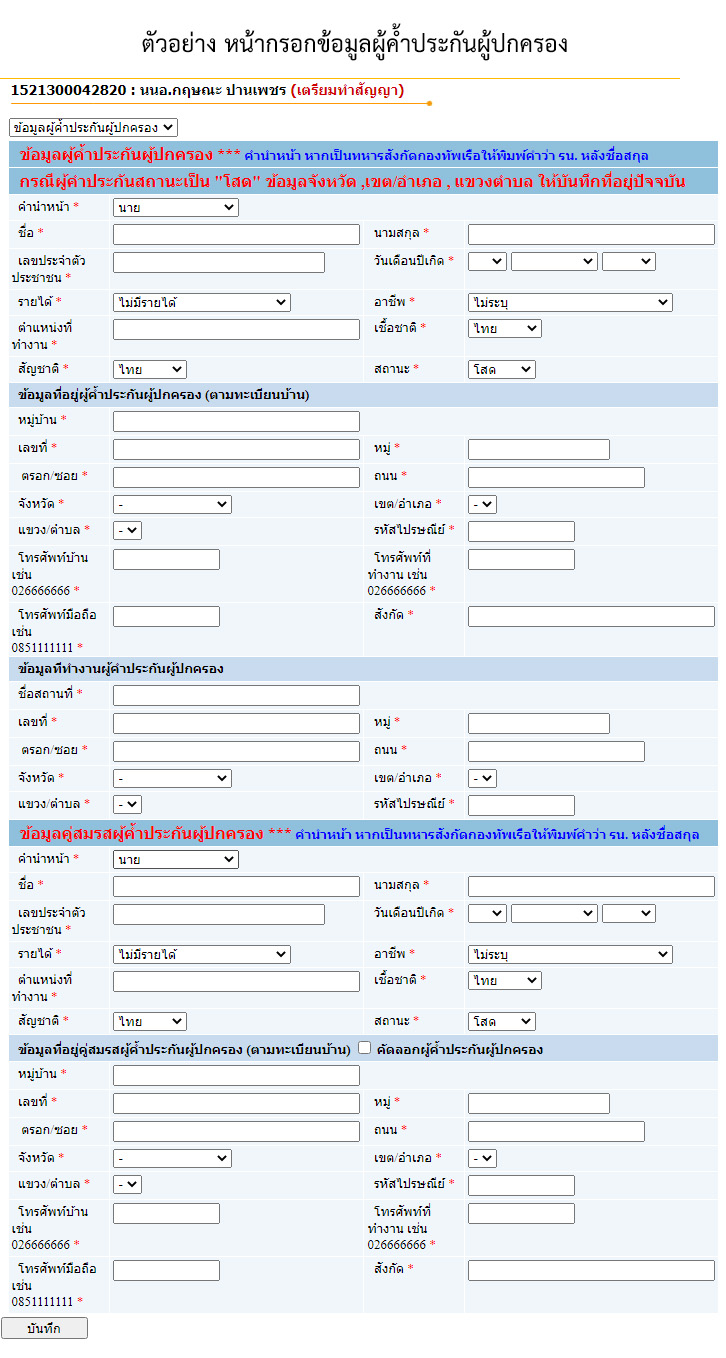 ตัวอย่าง หน้ากรอกข้อมูลผู้ค้ำประกันผู้ปกครอง
1521300042820 : นนอ.กฤษณะ ปานเพชร (เตรียมทำสัญญา)
ข้อมูลผู้ค้ำประกันผู้ปกครอง
ข้อมูลผู้ค้ำประกันผู้ปกครอง *** คำนำหน้า หากเป็นทหารสังกัดกองทัพเรือให้พิมพ์คำว่า รน. หลังชื่อสกุล
กรณีผู้ค้ำประกันสถานะเป็น "โสด" ข้อมูลจังหวัด ,เขต/อำเภอ , แขวงตำบล ให้บันทึกที่อยู่ปัจจุบัน
คำนำหน้า * นาย
ชื่อ * นามสกุล *
เลขประจำตัว วันเดือนปีเกิด *
ประชาชน *
รายได้ * ไม่มีรายได้ อาชีพ * ไม่ระบุ
ตำแหน่งที่ เชื้อชาติ * ไทย
ทำงาน *
สัญชาติ * ไทย สถานะ * โสด
ข้อมูลที่อยู่ผู้ค้ำประกันผู้ปกครอง (ตามทะเบียนบ้าน)
หมู่บ้าน *
เลขที่ * หมู่ *
ตรอก/ซอย * ถนน *
จังหวัด * - เขต/อำเภอ * -
แขวง/ตำบล * - รหัสไปรษณีย์ *
โทรศัพท์บ้าน โทรศัพท์ที่
เช่น ทำงาน เช่น
026666666 * 026666666 *
โทรศัพท์มือถือ สังกัด *
เช่น
0851111111 *
ข้อมูลที่ทำงานผู้ค้ำประกันผู้ปกครอง
ชื่อสถานที่ *
เลขที่ * หมู่ *
ตรอก/ซอย * ถนน *
จังหวัด * - เขต/อำเภอ * -
แขวง/ตำบล * - รหัสไปรษณีย์ *
ข้อมูลคู่สมรสผู้ค้ำประกันผู้ปกครอง *** คำนำหน้า หากเป็นทหารสังกัดกองทัพเรือให้พิมพ์คำว่า รน. หลังชื่อสกุล
คำนำหน้า * นาย
ชื่อ * นามสกุล *
เลขประจำตัว วันเดือนปีเกิด *
ประชาชน *
รายได้ * ไม่มีรายได้ อาชีพ * ไม่ระบุ
ตำแหน่งที่ เชื้อชาติ * ไทย
ทำงาน *
สัญชาติ * ไทย สถานะ * โสด
ข้อมูลที่อยู่คู่สมรสผู้ค้ำประกันผู้ปกครอง (ตามทะเบียนบ้าน) คัดลอกผู้ค้ำประกันผู้ปกครอง
หมู่บ้าน *
เลขที่ * หมู่ *
ตรอก/ซอย * ถนน *
จังหวัด * - เขต/อำเภอ * -
แขวง/ตำบล * - รหัสไปรษณีย์ *
โทรศัพท์บ้าน โทรศัพท์ที่
เช่น ทำงาน เช่น
026666666 * 026666666 *
โทรศัพท์มือถือ สังกัด *
เช่น
0851111111 *
บันทึก